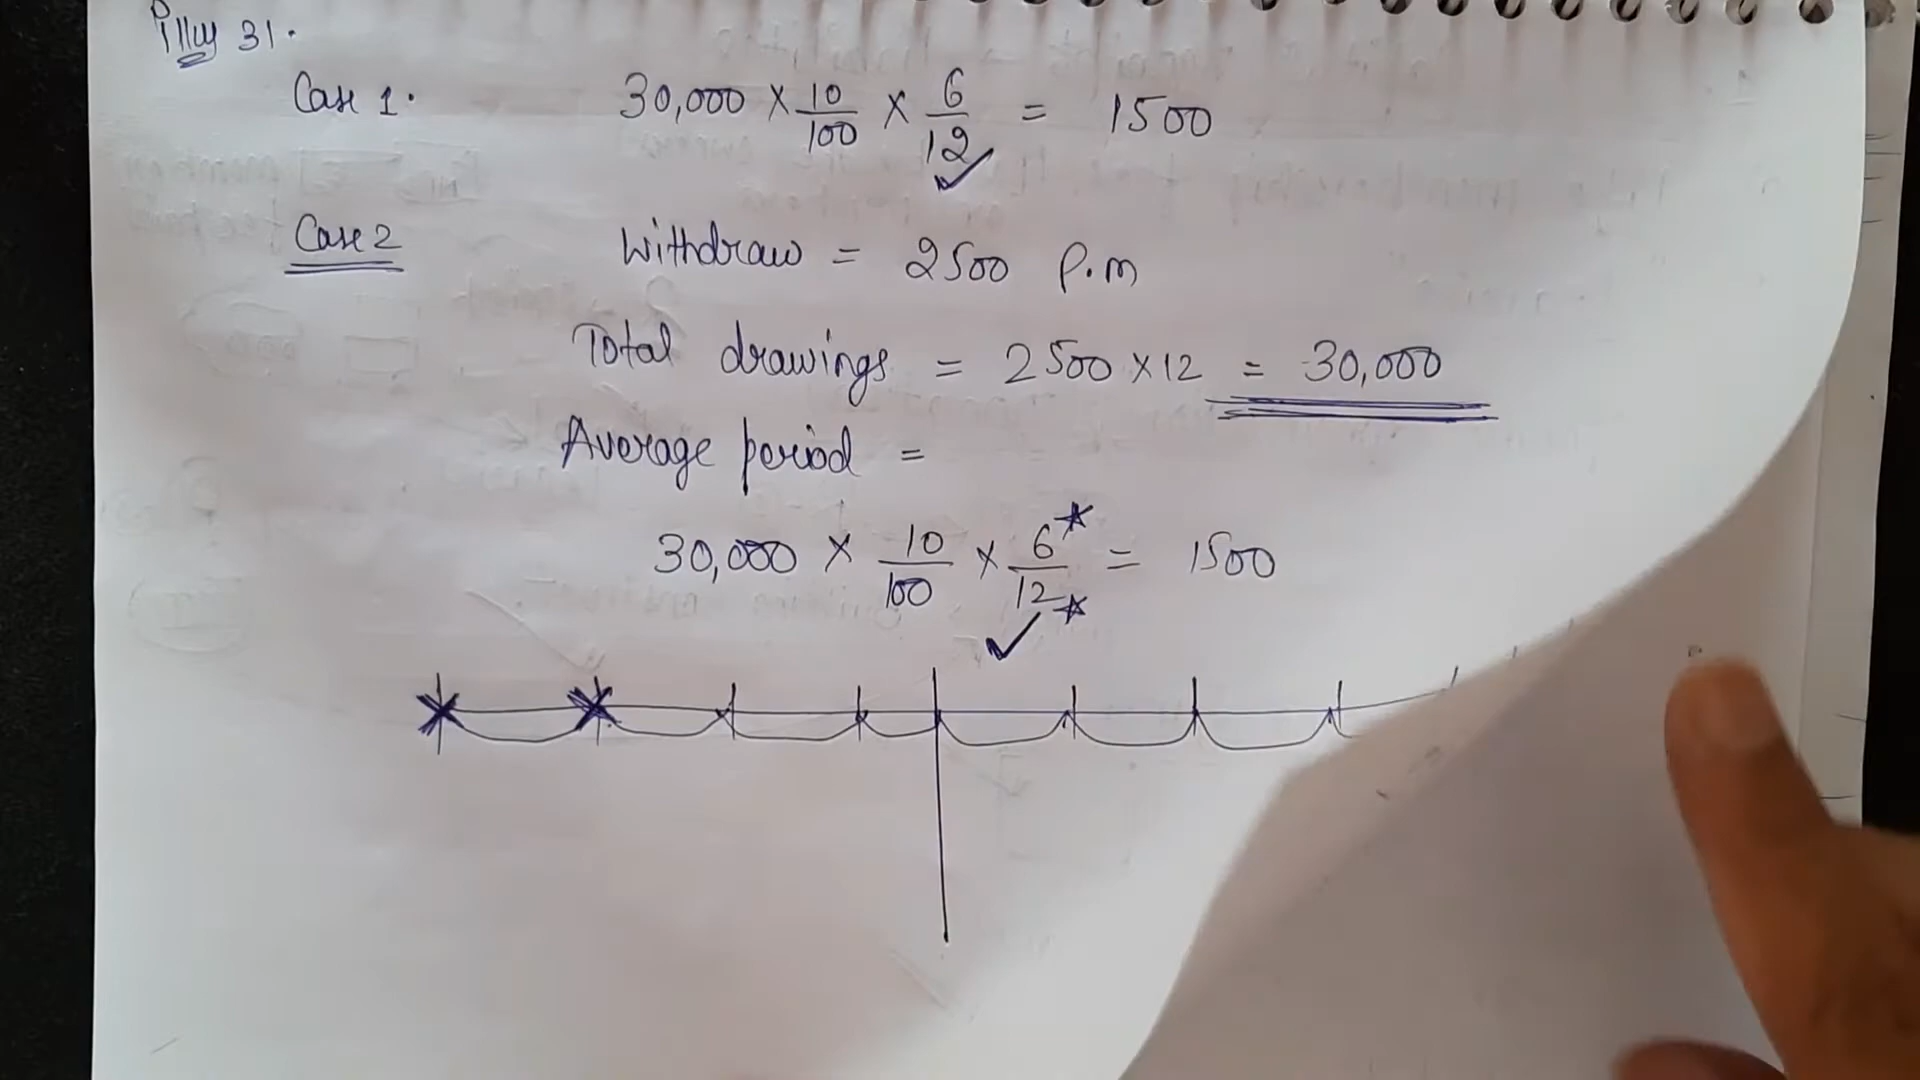 Illus 31.
Case 1. 30,000 × 10/100 × 6/12 = 1500
Case 2 Withdraw = 2500 p.m
Total drawings = 2500 × 12 = 30,000
Average period =
30,000 × 10/100 × 6/12 = 1500